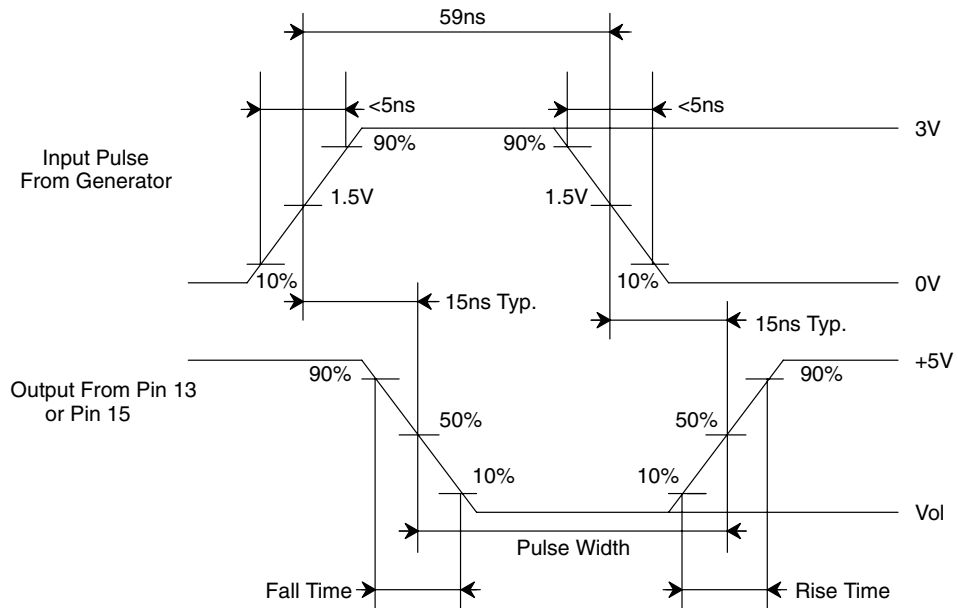 59ns
<5ns
<5ns
3V
90%
90%
Input Pulse
From Generator
1.5V
1.5V
10%
10%
0V
15ns Typ.
15ns Typ.
+5V
90%
90%
Output From Pin 13
or Pin 15
50%
50%
10%
10%
Vol
Pulse Width
Fall Time
Rise Time